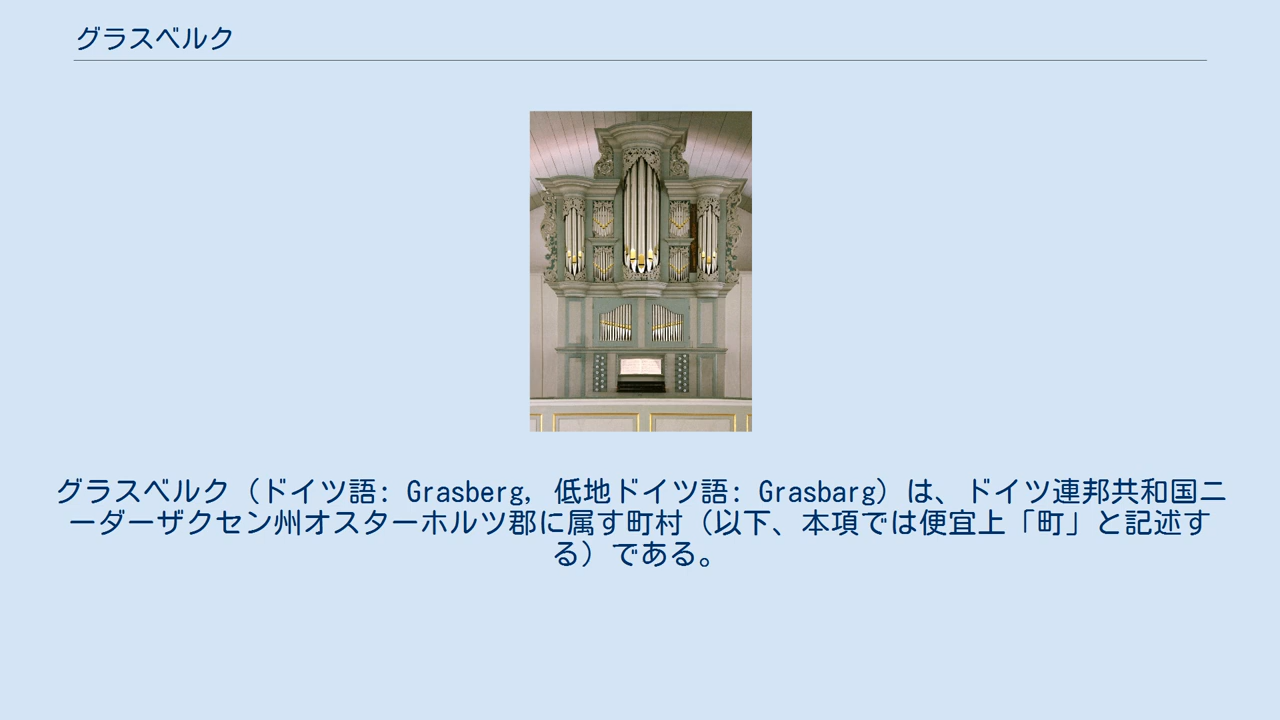 グラスベルク
グラスベルク（ドイツ語: Grasberg, 低地ドイツ語: Grasbarg）は、ドイツ連邦共和国ニ
ーダーザクセン州オスターホルツ郡に属す町村（以下、本項では便宜上「町」と記述す
る）である。